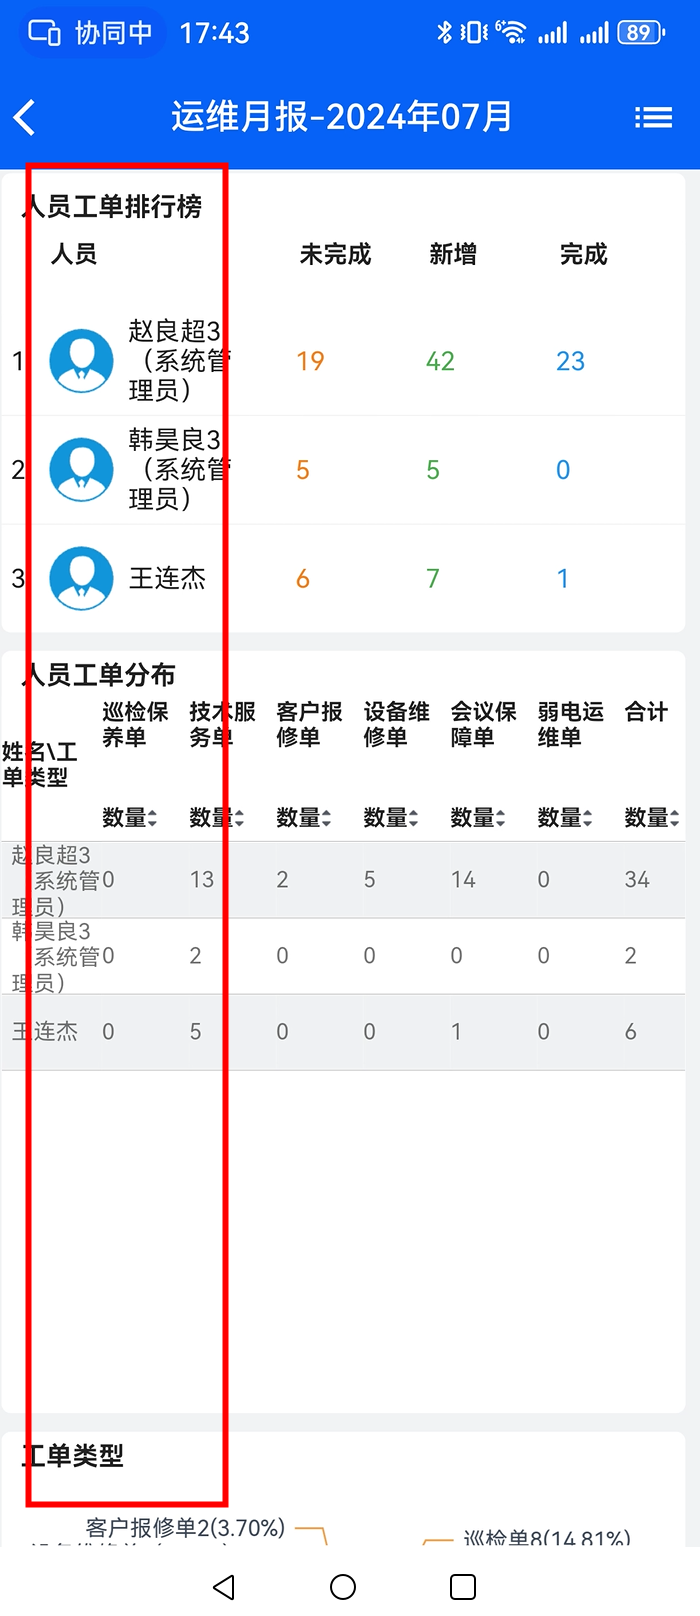 协同中 17:43 89
运维月报-2024年07月
人员工单排行榜
人员 未完成 新增 完成
1 赵良超3（系统管理员） 19 42 23
2 韩昊良3（系统管理员） 5 5 0
3 王连杰 6 7 1
人员工单分布
姓名\工单类型 巡检保养单 技术服务单 客户报修单 设备维修单 会议保障单 弱电运维单 合计
数量 数量 数量 数量 数量 数量 数量
赵良超3系统管理员） 0 13 2 5 14 0 34
韩昊良3系统管理员） 0 2 0 0 0 0 2
王连杰 0 5 0 0 1 0 6
工单类型
客户报修单2(3.70%)
巡检单8(14.81%)